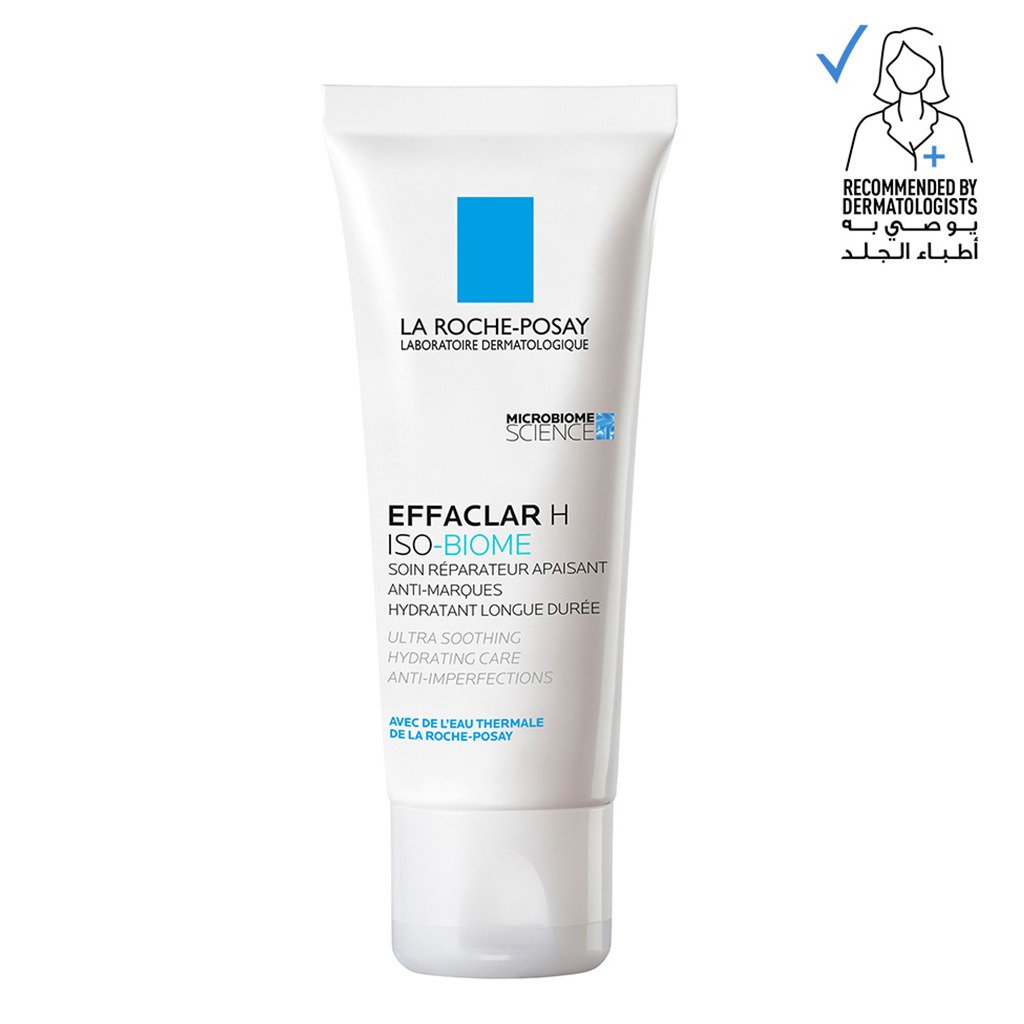 LA ROCHE-POSAY
LABORATOIRE DERMATOLOGIQUE
MICROBIOME
SCIENCE
EFFACLAR H
ISO-BIOME
SOIN RÉPARATEUR APAISANT
ANTI-MARQUES
HYDRATANT LONGUE DURÉE
ULTRA SOOTHING
HYDRATING CARE
ANTI-IMPERFECTIONS
AVEC DE L'EAU THERMALE
DE LA ROCHE-POSAY
RECOMMENDED BY
DERMATOLOGISTS
يوصي به
أطباء الجلد